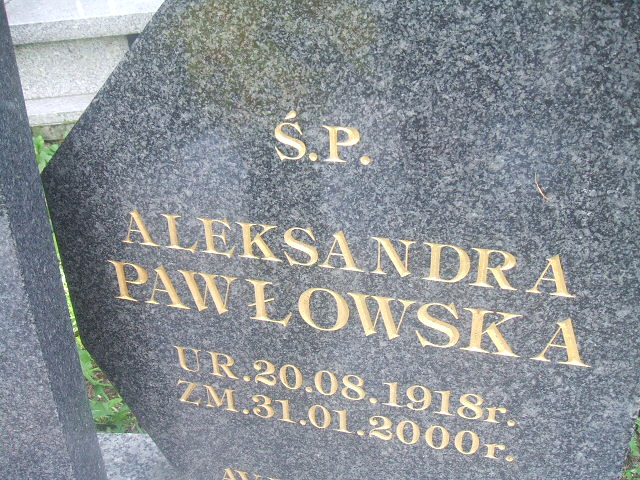 Ś.P.
ALEKSANDRA
PAWŁOWSKA
UR.20.08.1918r.
ZM.31.01.2000r.